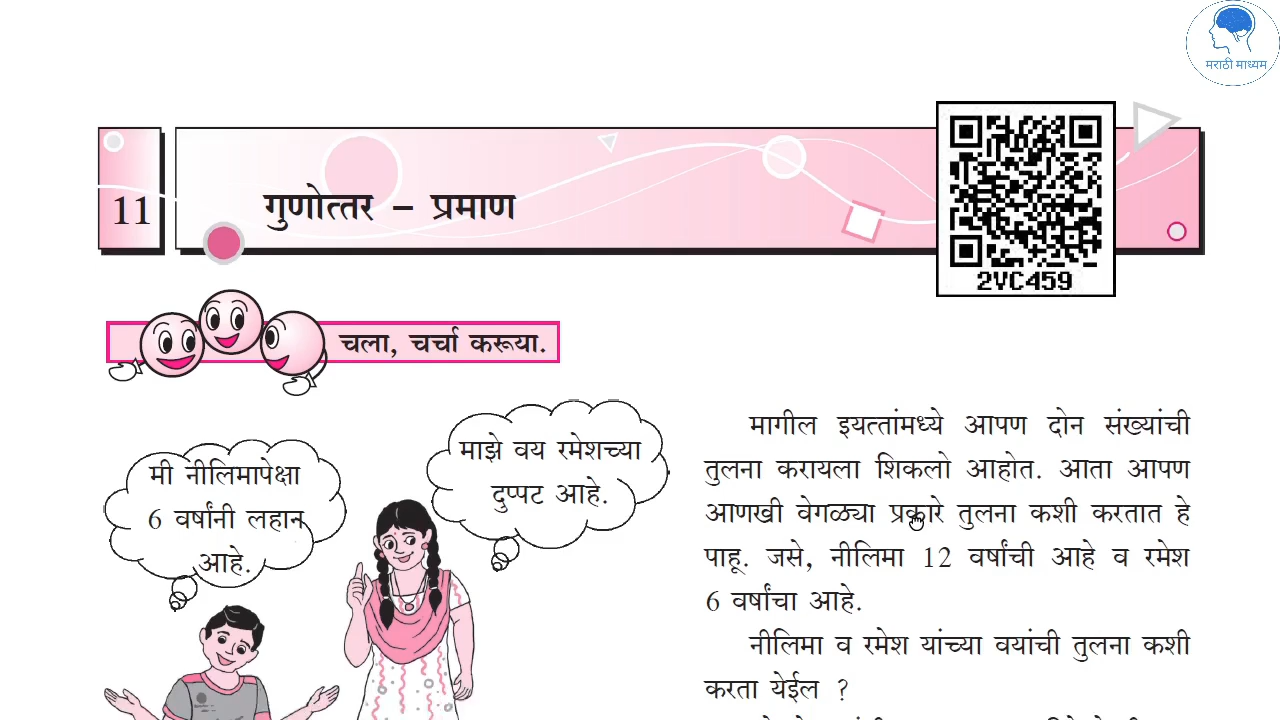 मराठी माध्यम
11
गुणोत्तर – प्रमाण
2VC459
चला, चर्चा करूया.
मी नीलिमापेक्षा
6 वर्षांनी लहान
आहे.
माझे वय रमेशच्या
दुप्पट आहे.
मागील इयत्तांमध्ये आपण दोन संख्यांची
तुलना करायला शिकलो आहोत. आता आपण
आणखी वेगळ्या प्रकारे तुलना कशी करतात हे
पाहू. जसे, नीलिमा 12 वर्षांची आहे व रमेश
6 वर्षांचा आहे.
नीलिमा व रमेश यांच्या वयांची तुलना कशी
करता येईल ?